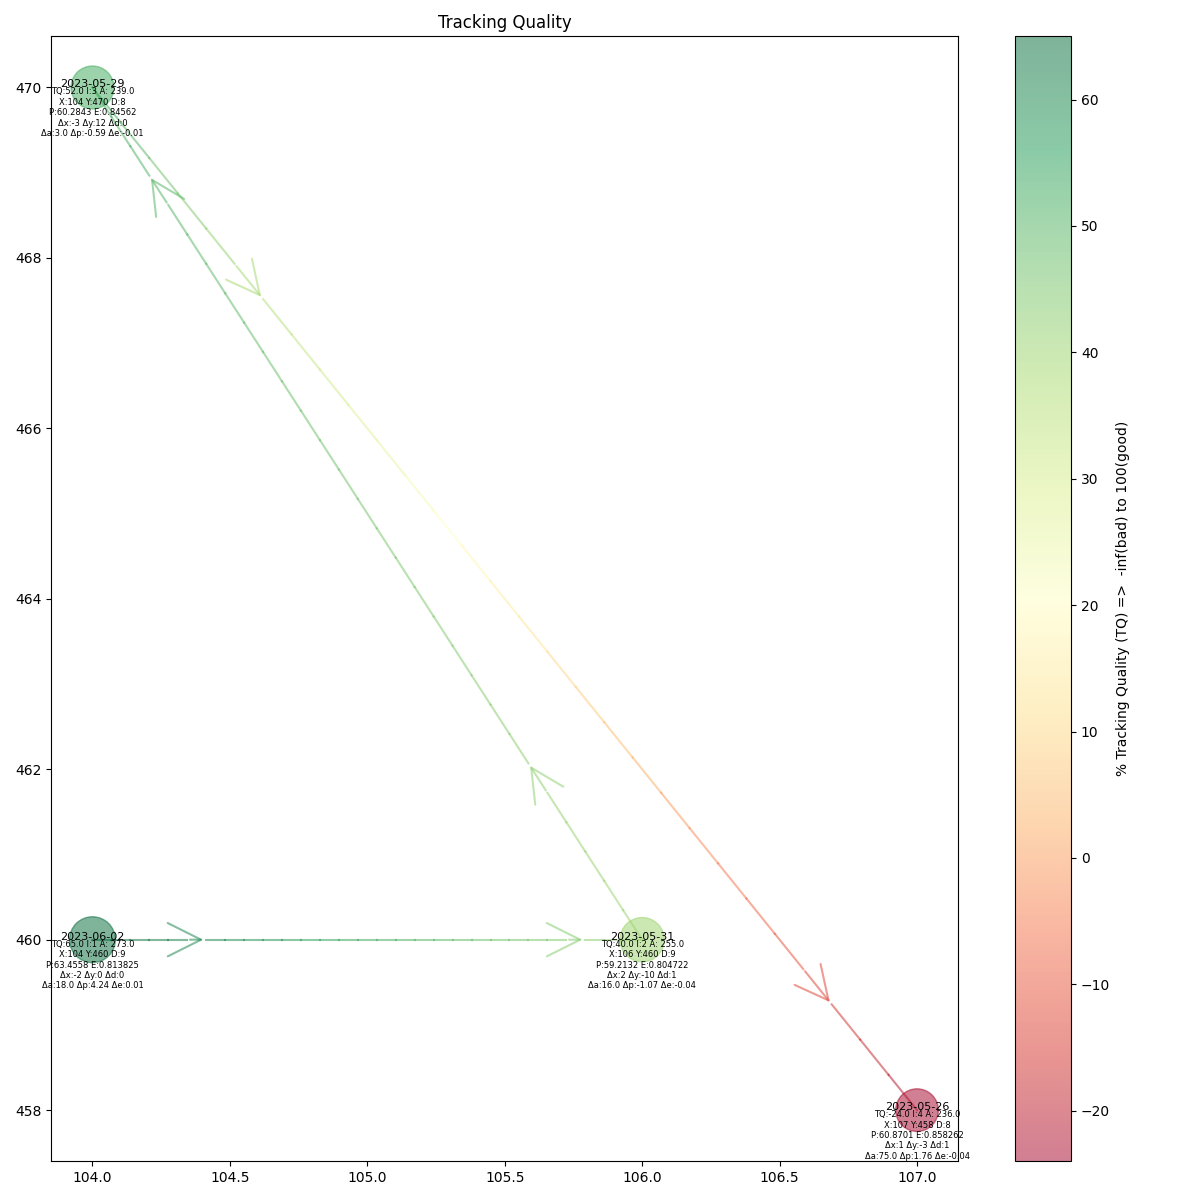 Tracking Quality
470
468
466
464
462
460
458
104.0
104.5
105.0
105.5
106.0
106.5
107.0
2023-05-29
TQ:52.0 I:3 A: 239.0
X:104 Y:470 D:8
P:60.2843 E:0.84562
Δx:-3 Δy:12 Δd:0
Δa:3.0 Δp:-0.59 Δe:-0.01
2023-06-02
TQ:65.0 I:1 A: 273.0
X:104 Y:460 D:9
P:63.4558 E:0.813825
Δx:-2 Δy:0 Δd:0
Δa:18.0 Δp:4.24 Δe:0.01
2023-05-31
TQ:40.0 I:2 A: 255.0
X:106 Y:460 D:9
P:59.2132 E:0.804722
Δx:2 Δy:-10 Δd:1
Δa:16.0 Δp:-1.07 Δe:-0.04
2023-05-26
TQ:-24.0 I:4 A: 236.0
X:107 Y:458 D:8
P:60.8701 E:0.858262
Δx:1 Δy:-3 Δd:1
Δa:75.0 Δp:1.76 Δe:-0.04
60
50
40
30
20
10
0
−10
−20
% Tracking Quality (TQ) => -inf(bad) to 100(good)